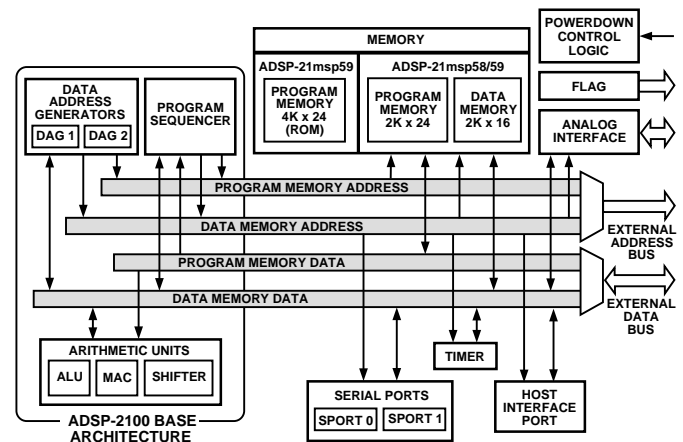 MEMORY
POWERDOWN
CONTROL
LOGIC
ADSP-21msp59
ADSP-21msp58/59
DATA
ADDRESS
GENERATORS
DAG 1
DAG 2
PROGRAM
SEQUENCER
PROGRAM
MEMORY
4K x 24
(ROM)
PROGRAM
MEMORY
2K x 24
DATA
MEMORY
2K x 16
FLAG
ANALOG
INTERFACE
PROGRAM MEMORY ADDRESS
DATA MEMORY ADDRESS
PROGRAM MEMORY DATA
DATA MEMORY DATA
EXTERNAL
ADDRESS
BUS
EXTERNAL
DATA
BUS
ARITHMETIC UNITS
ALU
MAC
SHIFTER
TIMER
SERIAL PORTS
SPORT 0
SPORT 1
HOST
INTERFACE
PORT
ADSP-2100 BASE
ARCHITECTURE